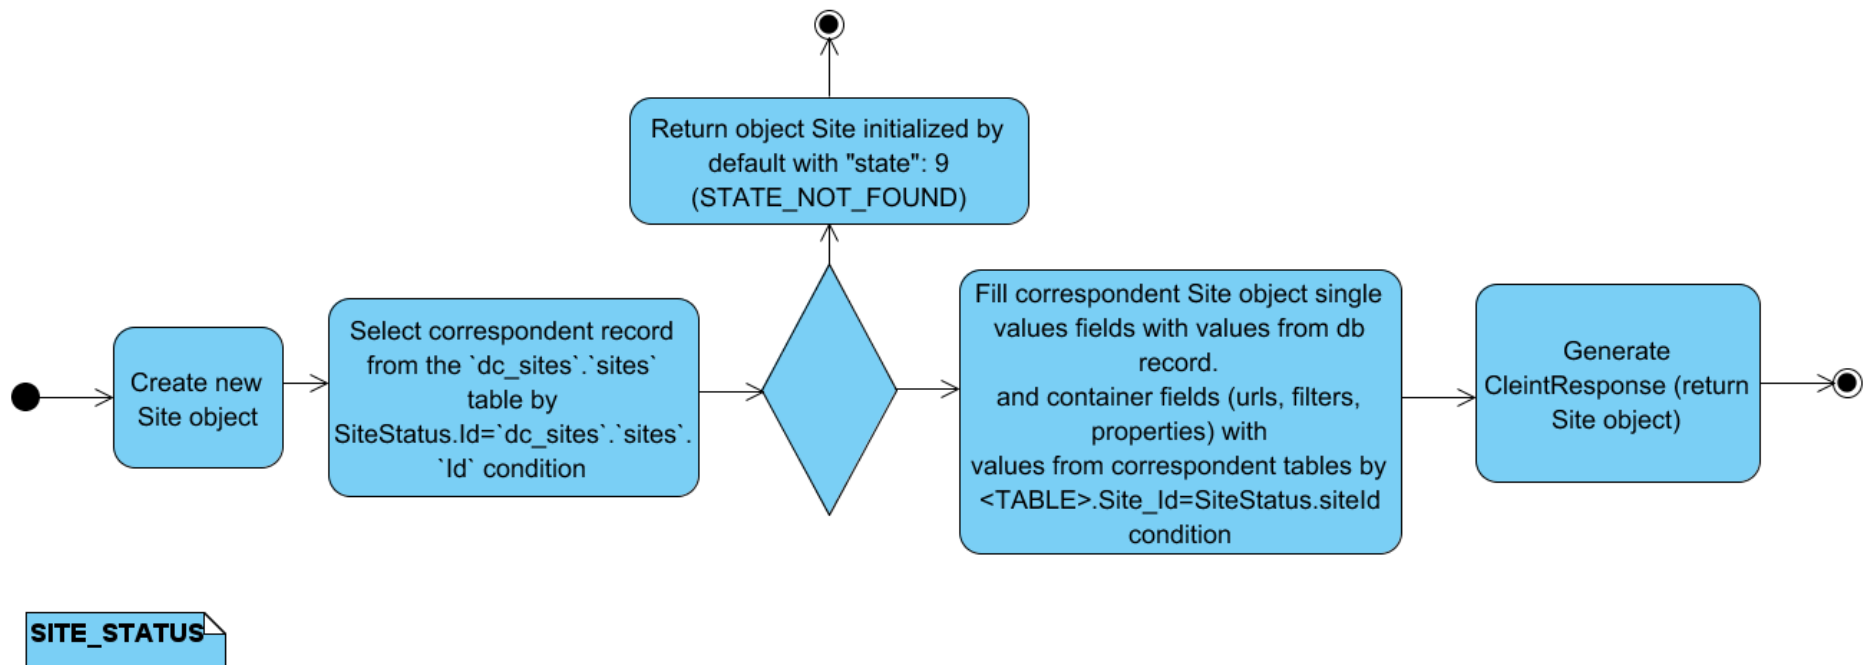 Return object Site initialized by
default with "state": 9
(STATE_NOT_FOUND)
Create new
Site object
Select correspondent record
from the `dc_sites`.`sites`
table by
SiteStatus.Id=`dc_sites`.`sites`.
`Id` condition
Fill correspondent Site object single
values fields with values from db
record.
and container fields (urls, filters,
properties) with
values from correspondent tables by
<TABLE>.Site_Id=SiteStatus.siteId
condition
Generate
CleintResponse (return
Site object)
SITE_STATUS